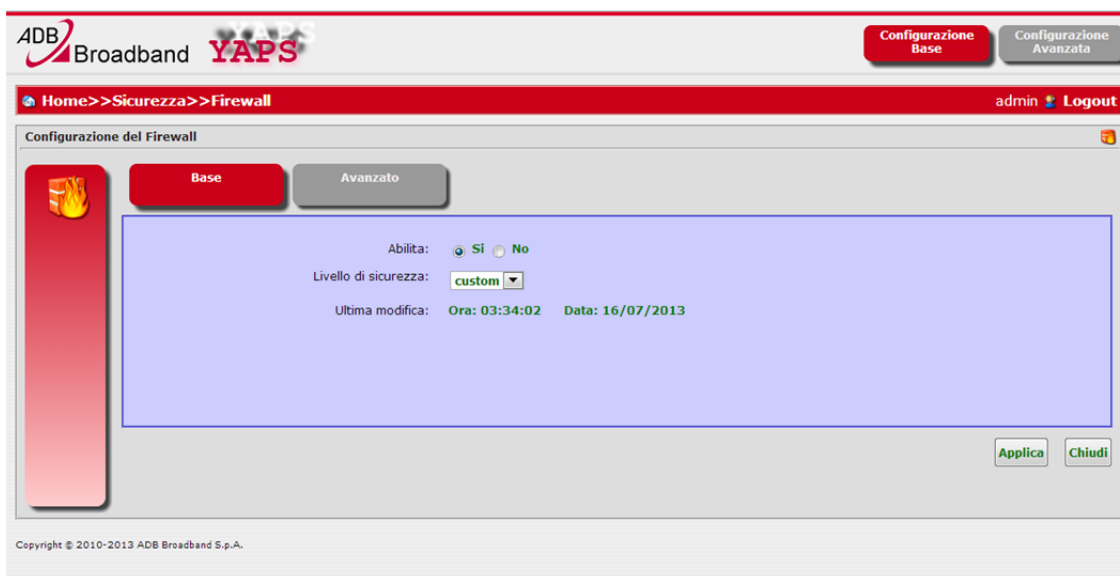 ADB
Broadband
YAPS
YAPS
Configurazione
Base
Configurazione
Avanzata
Home>>Sicurezza>>Firewall
admin Logout
Configurazione del Firewall
Base
Avanzato
Abilita: Si No
Livello di sicurezza: custom
Ultima modifica: Ora: 03:34:02 Data: 16/07/2013
Applica Chiudi
Copyright © 2010-2013 ADB Broadband S.p.A.